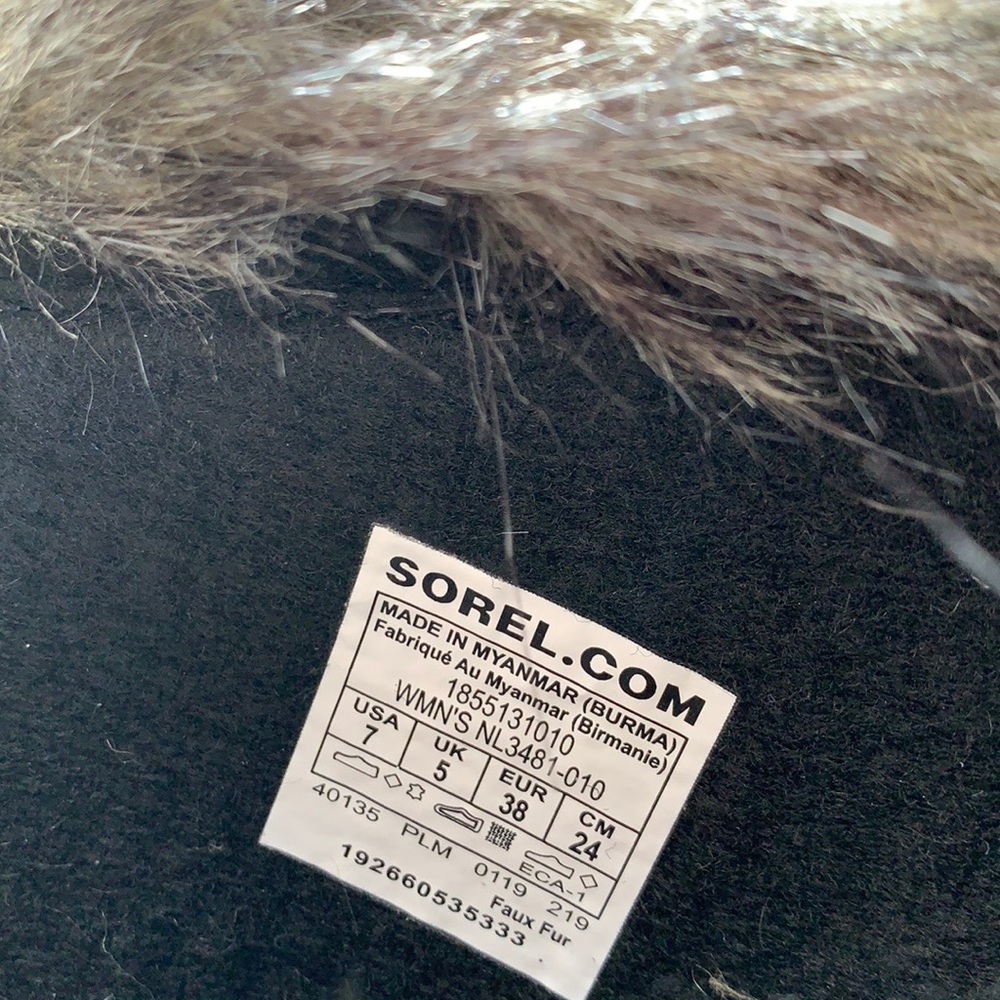 SOREL.COM
MADE IN MYANMAR (BURMA)
Fabriqué Au Myanmar (Birmanie)
1855131010
WMN'S NL3481-010
USA UK EUR CM
7 5 38 24
ECA-1
40135 PLM 0119 219
Faux Fur
192660535333